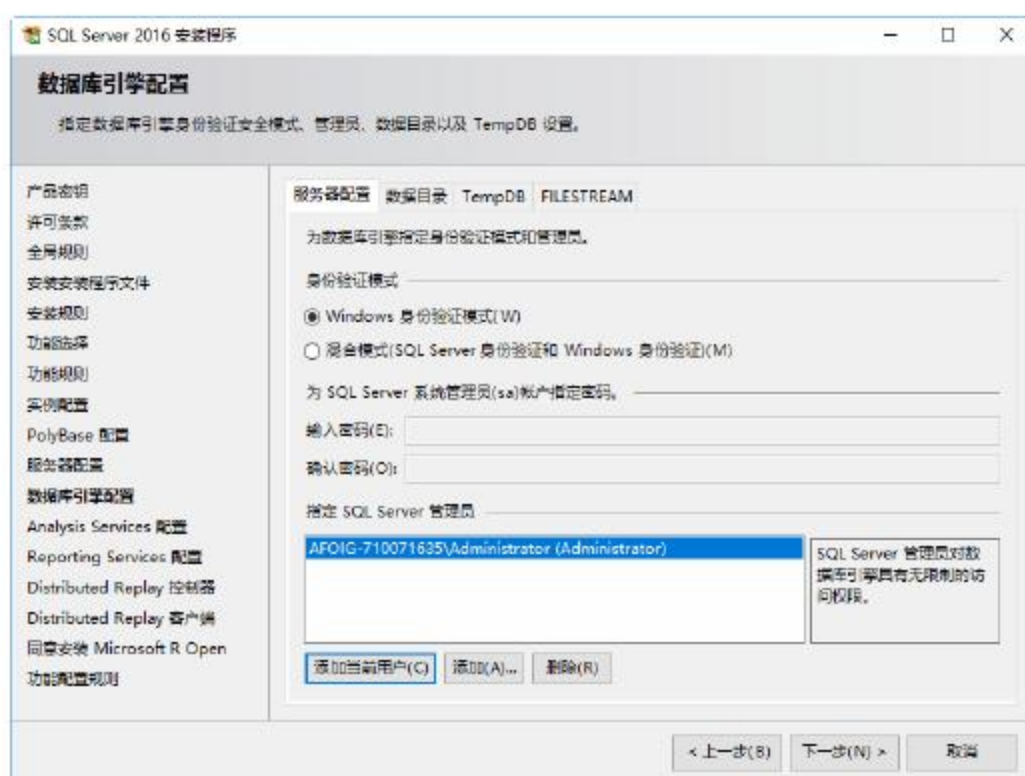 SQL Server 2016 安装程序
数据库引擎配置
指定数据库引擎身份验证安全模式、管理员、数据目录以及 TempDB 设置。
产品密钥
许可条款
全局规则
安装安装程序文件
安装规则
功能选择
功能规则
实例配置
PolyBase 配置
服务器配置
数据库引擎配置
Analysis Services 配置
Reporting Services 配置
Distributed Replay 控制器
Distributed Replay 客户端
同意安装 Microsoft R Open
功能配置规则
服务器配置 数据目录 TempDB FILESTREAM
为数据库引擎指定身份验证模式和管理员。
身份验证模式
Windows 身份验证模式(W)
混合模式(SQL Server 身份验证和 Windows 身份验证)(M)
为 SQL Server 系统管理员(sa)帐户指定密码。
输入密码(E):
确认密码(O):
指定 SQL Server 管理员
AFOIG-710071635\Administrator (Administrator)
SQL Server 管理员对数
据库引擎具有无限制的访
问权限。
添加当前用户(C) 添加(A)... 删除(R)
< 上一步(B) 下一步(N) > 取消